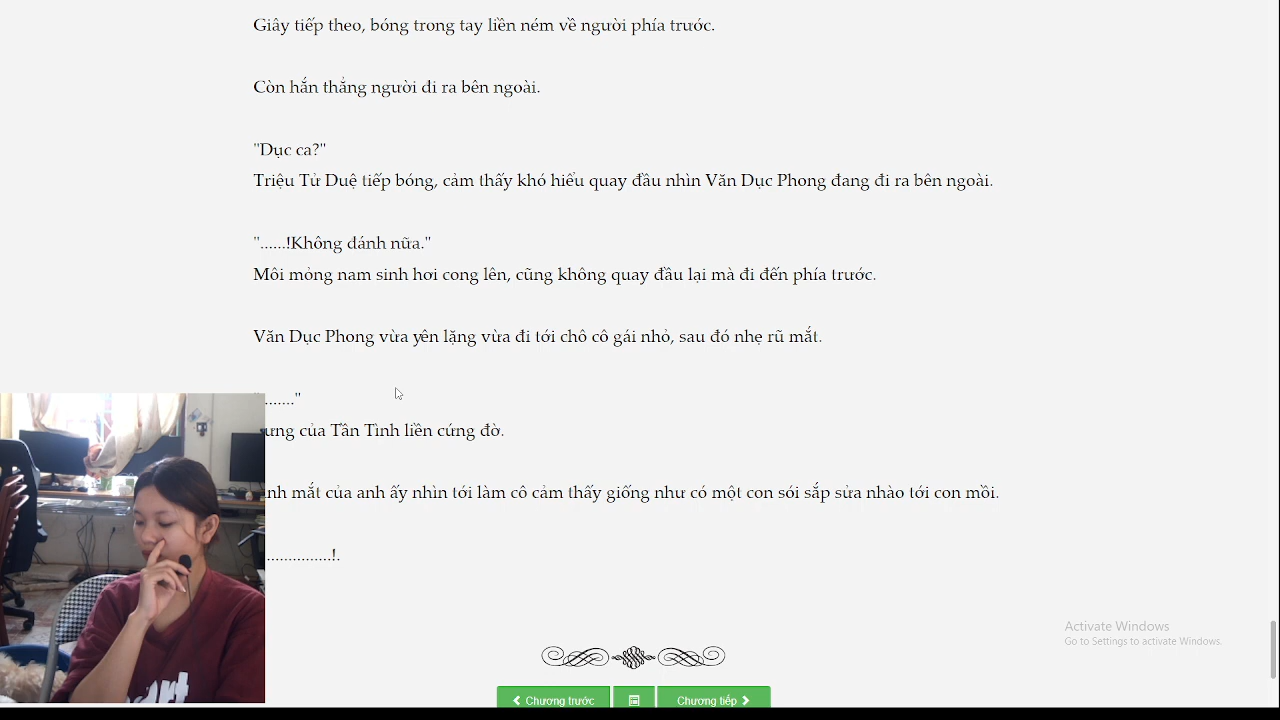 Giây tiếp theo, bóng trong tay liền ném về người phía trước.
Còn hắn thẳng người đi ra bên ngoài.
"Dục ca?"
Triệu Tử Duệ tiếp bóng, cảm thấy khó hiểu quay đầu nhìn Văn Dục Phong đang đi ra bên ngoài.
"......!Không đánh nữa."
Môi mỏng nam sinh hơi cong lên, cũng không quay đầu lại mà đi đến phía trước.
Văn Dục Phong vừa yên lặng vừa đi tới chô cô gái nhỏ, sau đó nhẹ rũ mắt.
......."
ưng của Tân Tình liền cứng đờ.
nh mắt của anh ấy nhìn tới làm cô cảm thấy giống như có một con sói sắp sửa nhào tới con mồi.
...............!.
Activate Windows
Go to Settings to activate Windows.
Chương trước
Chương tiếp
art